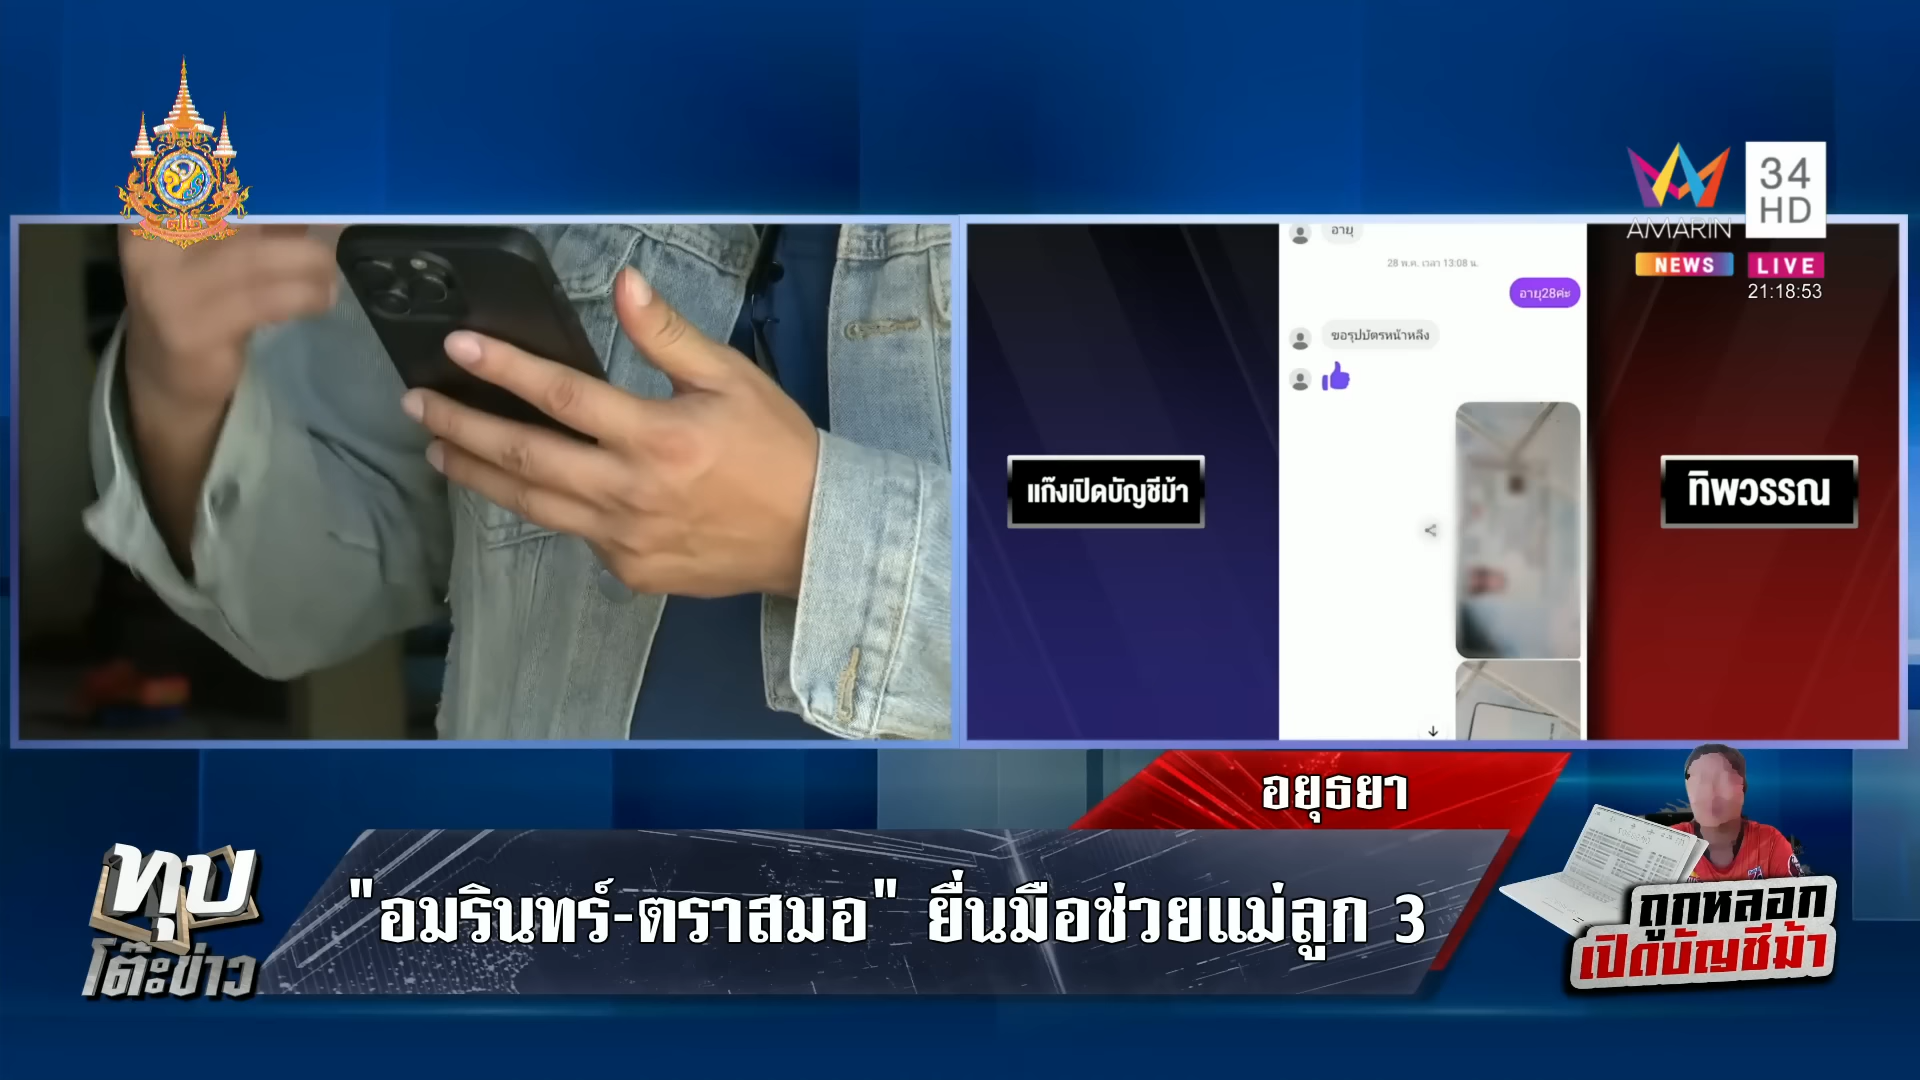 AMARIN
34
HD
NEWS
LIVE
21:18:53
อายุ
28 พ.ค. เวลา 13:08 น.
อายุ28ค่ะ
ขอรุปบัตรหน้าหลึง
แก๊งเปิดบัญชีม้า
ทิพวรรณ
อยุธยา
"อมรินทร์-ตราสมอ" ยื่นมือช่วยแม่ลูก 3
ทุบ
โต๊ะข่าว
ถูกหลอก
เปิดบัญชีม้า